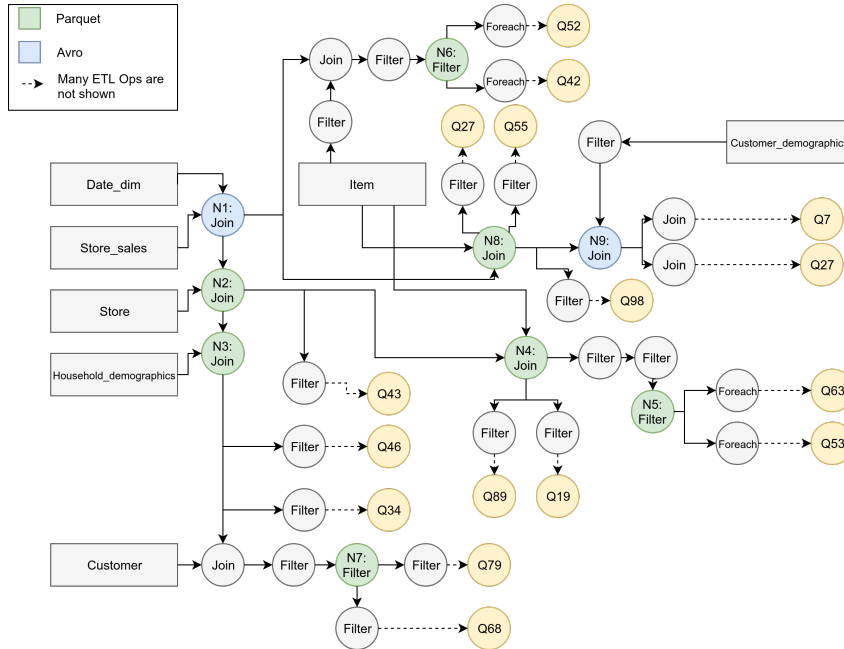 Parquet
Avro
Many ETL Ops are
not shown
Join
Filter
N6:
Filter
Foreach
Q52
Foreach
Q42
Filter
Q27
Q55
Filter
Customer_demographics
Date_dim
Item
Filter
Filter
N1:
Join
Store_sales
N8:
Join
N9:
Join
Join
Q7
Join
Q27
Store
N2:
Join
Filter
Q98
Household_demographics
N3:
Join
N4:
Join
Filter
Filter
Filter
Q43
N5:
Filter
Foreach
Q63
Foreach
Q53
Filter
Q46
Filter
Filter
Q89
Q19
Filter
Q34
Customer
Join
Filter
N7:
Filter
Filter
Q79
Filter
Q68